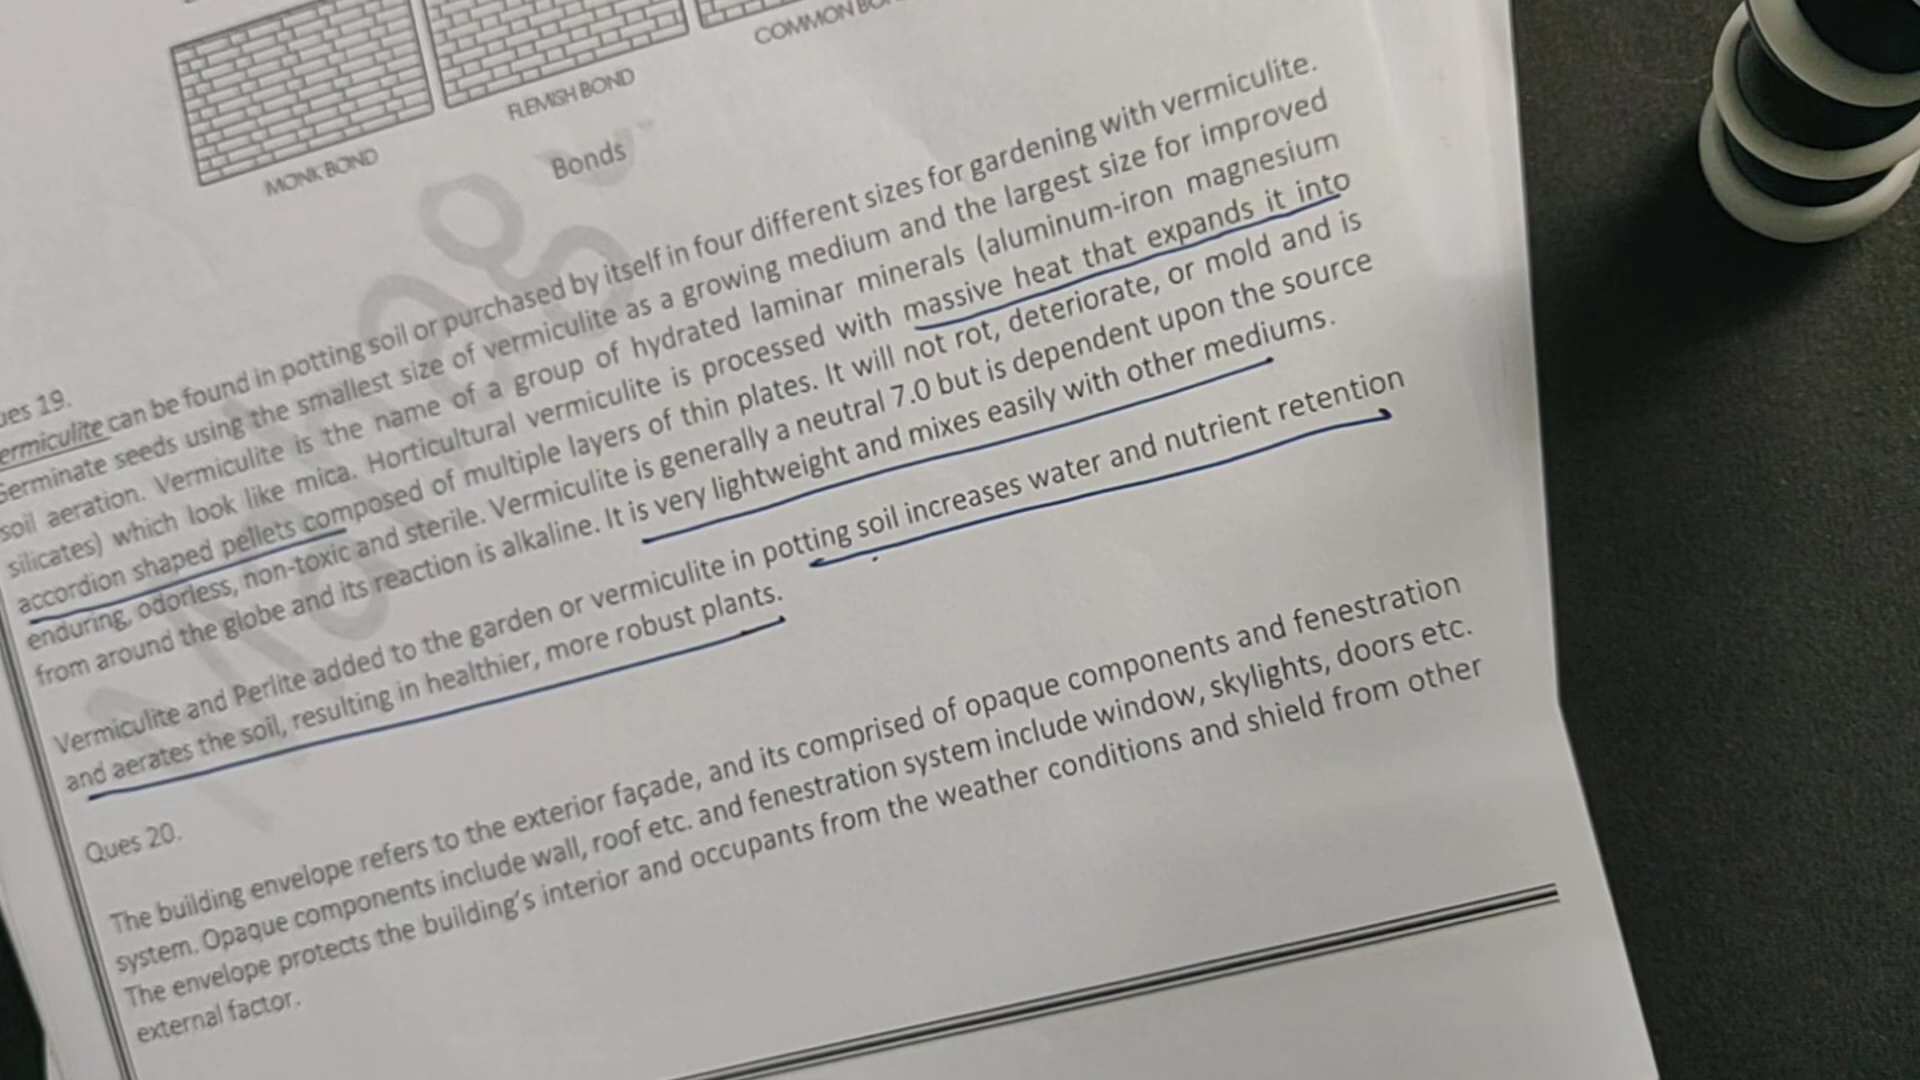 COMMON
FLEMISH BOND
MONK BOND
Bonds
Ques 19.
ermiculite can be found in potting soil or purchased by itself in four different sizes for gardening with vermiculite.
Germinate seeds using the smallest size of vermiculite as a growing medium and the largest size for improved
soil aeration. Vermiculite is the name of a group of hydrated laminar minerals (aluminum-iron magnesium
silicates) which look like mica. Horticultural vermiculite is processed with massive heat that expands it into
accordion shaped pellets composed of multiple layers of thin plates. It will not rot, deteriorate, or mold and is
enduring, odorless, non-toxic and sterile. Vermiculite is generally a neutral 7.0 but is dependent upon the source
from around the globe and its reaction is alkaline. It is very lightweight and mixes easily with other mediums.
Vermiculite and Perlite added to the garden or vermiculite in potting soil increases water and nutrient retention
and aerates the soil, resulting in healthier, more robust plants.
Ques 20.
The building envelope refers to the exterior façade, and its comprised of opaque components and fenestration
system. Opaque components include wall, roof etc. and fenestration system include window, skylights, doors etc.
The envelope protects the building's interior and occupants from the weather conditions and shield from other
external factor.